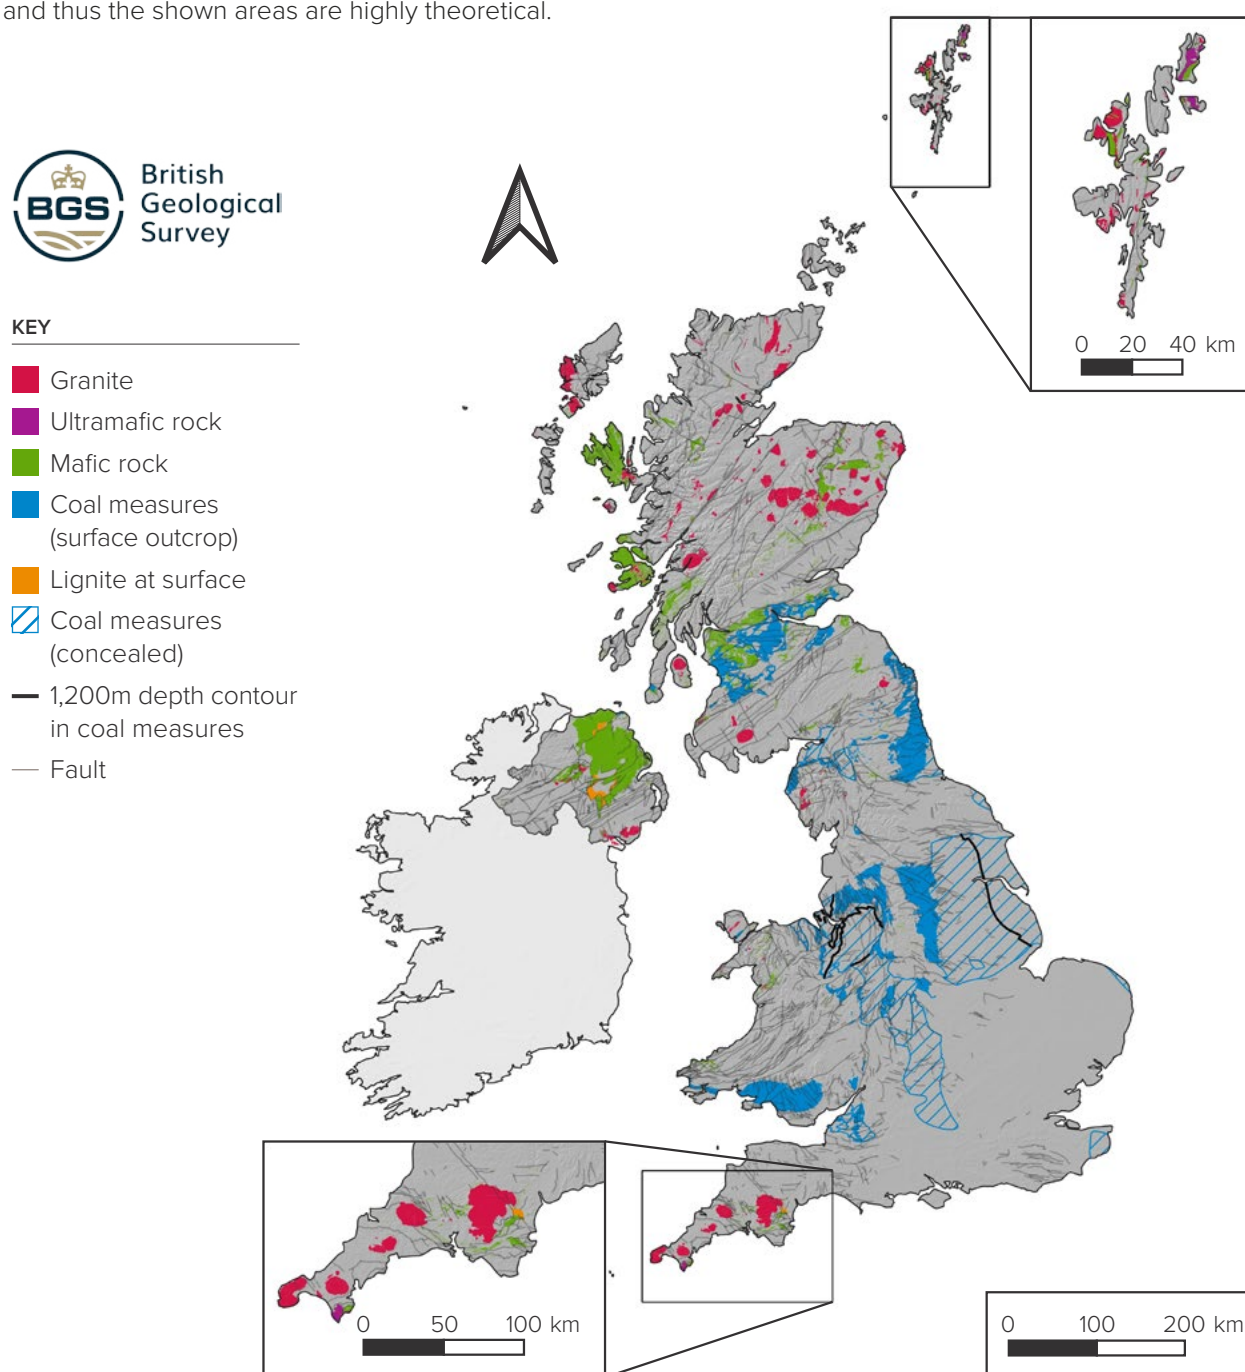 and thus the shown areas are highly theoretical.
BGS
British
Geological
Survey
KEY
Granite
Ultramafic rock
Mafic rock
Coal measures
(surface outcrop)
Lignite at surface
Coal measures
(concealed)
1,200m depth contour
in coal measures
Fault
0 20 40 km
0 50 100 km
0 100 200 km